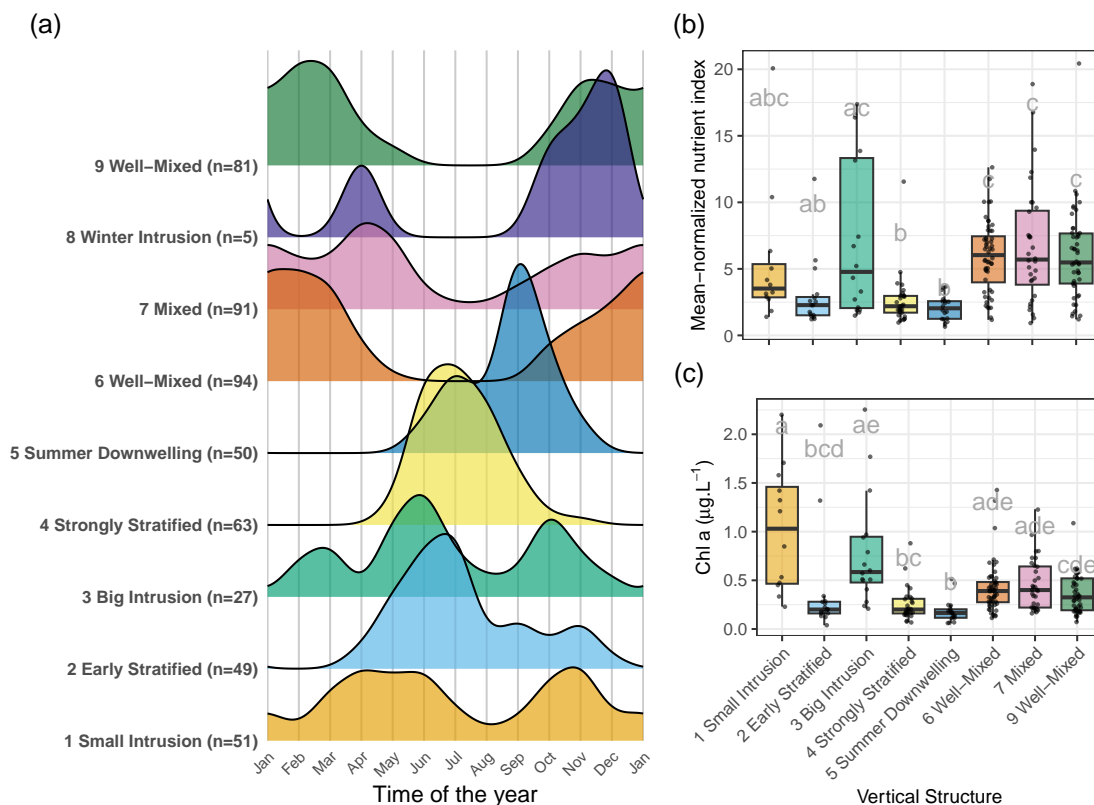 (a)
9 Well−Mixed (n=81)
8 Winter Intrusion (n=5)
7 Mixed (n=91)
6 Well−Mixed (n=94)
5 Summer Downwelling (n=50)
4 Strongly Stratified (n=63)
3 Big Intrusion (n=27)
2 Early Stratified (n=49)
1 Small Intrusion (n=51)
Jan Feb Mar Apr May Jun Jul Aug Sep Oct Nov Dec Jan
Time of the year
(b)
Mean−normalized nutrient index
20
15
10
5
0
abc ab ac b b c c c
(c)
Chl a (µg.L⁻¹)
2.0
1.5
1.0
0.5
0.0
a bcd ae bc b ade ade cde
1 Small Intrusion
2 Early Stratified
3 Big Intrusion
4 Strongly Stratified
5 Summer Downwelling
6 Well−Mixed
7 Mixed
9 Well−Mixed
Vertical Structure